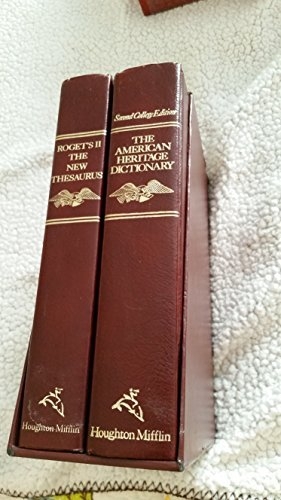 ROGET'S II
THE
NEW
THESAURUS
Houghton Mifflin
Second College Edition
THE
AMERICAN
HERITAGE
DICTIONARY
Houghton Mifflin